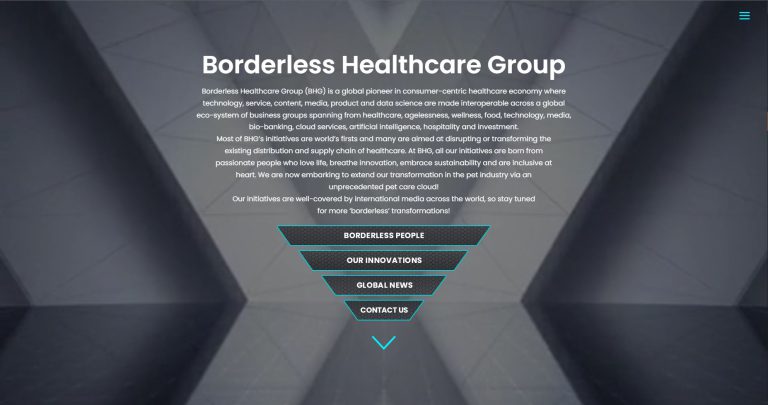 Borderless Healthcare Group
Borderless Healthcare Group (BHG) is a global pioneer in consumer-centric healthcare economy where
technology, service, content, media, product and data science are made interoperable across a global
eco-system of business groups spanning from healthcare, agelessness, wellness, food, technology, media,
bio-banking, cloud services, artificial intelligence, hospitality and investment.
Most of BHG's initiatives are world's firsts and many are aimed at disrupting or transforming the
existing distribution and supply chain of healthcare. At BHG, all our initiatives are born from
passionate people who love life, breathe innovation, embrace sustainability and are inclusive at
heart. We are now embarking to extend our transformation in the pet industry via an
unprecedented pet care cloud!
Our initiatives are well-covered by international media across the world, so stay tuned
for more 'borderless' transformations!
BORDERLESS PEOPLE
OUR INNOVATIONS
GLOBAL NEWS
CONTACT US